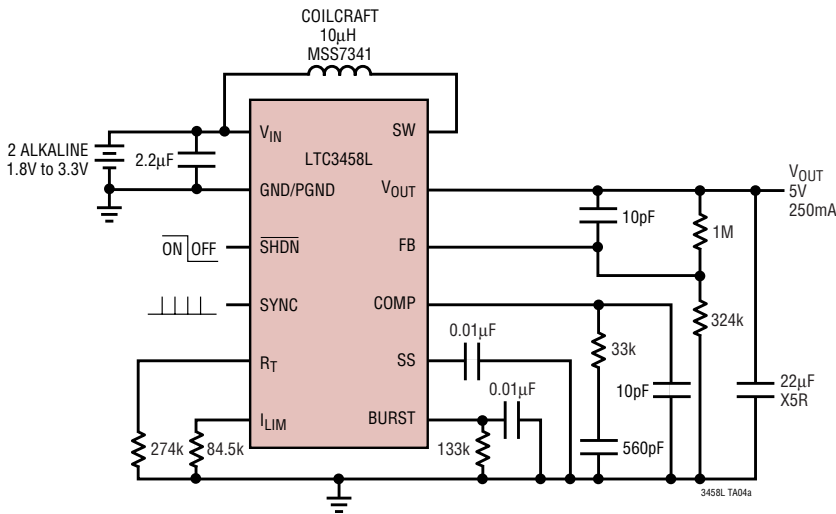 COILCRAFT
10µH
MSS7341
2 ALKALINE
1.8V to 3.3V
2.2µF
VIN
SW
LTC3458L
GND/PGND
VOUT
VOUT
5V
250mA
10pF
1M
ON OFF
SHDN
FB
SYNC
COMP
324k
0.01µF
33k
RT
SS
0.01µF
10pF
22µF
X5R
ILIM
BURST
274k
84.5k
133k
560pF
3458L TA04a